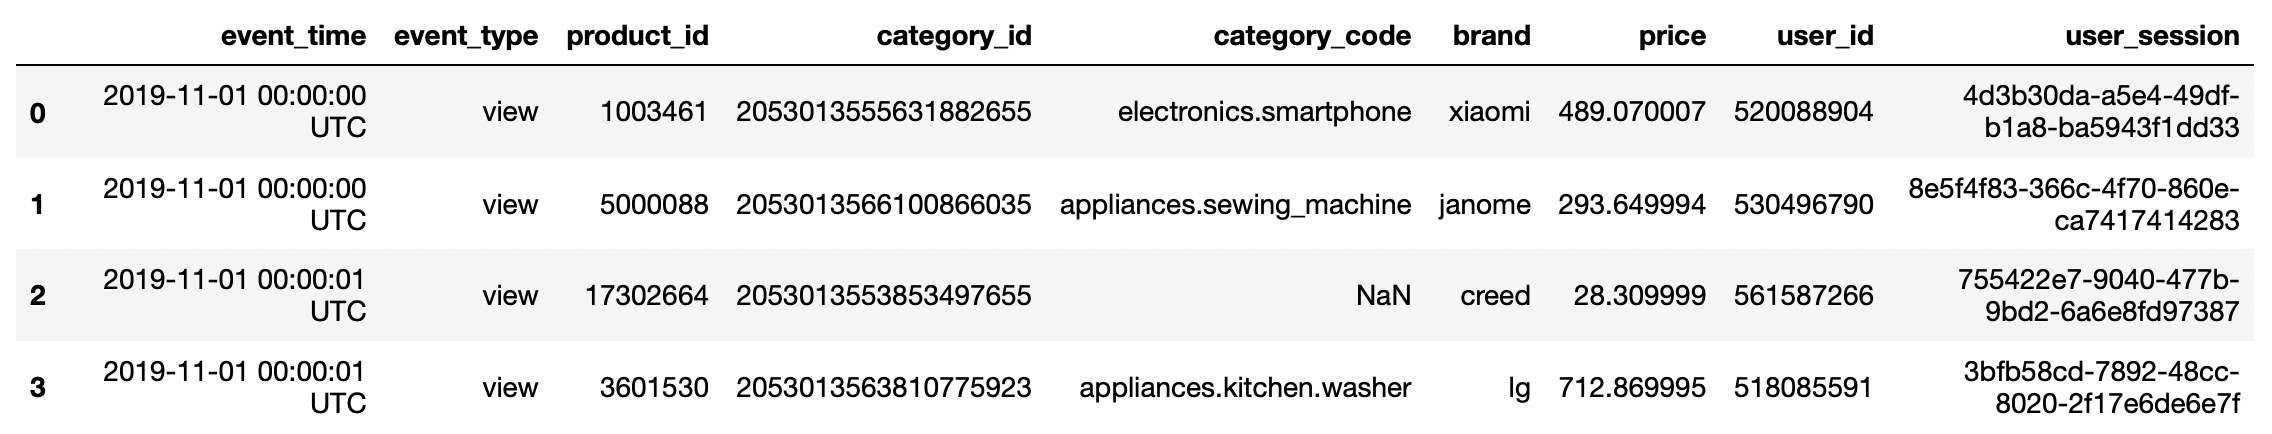 event_time event_type product_id category_id category_code brand price user_id user_session
0 2019-11-01 00:00:00 UTC view 1003461 2053013555631882655 electronics.smartphone xiaomi 489.070007 520088904 4d3b30da-a5e4-49df-b1a8-ba5943f1dd33
1 2019-11-01 00:00:00 UTC view 5000088 2053013566100866035 appliances.sewing_machine janome 293.649994 530496790 8e5f4f83-366c-4f70-860e-ca7417414283
2 2019-11-01 00:00:01 UTC view 17302664 2053013553853497655 NaN creed 28.309999 561587266 755422e7-9040-477b-9bd2-6a6e8fd97387
3 2019-11-01 00:00:01 UTC view 3601530 2053013563810775923 appliances.kitchen.washer lg 712.869995 518085591 3bfb58cd-7892-48cc-8020-2f17e6de6e7f